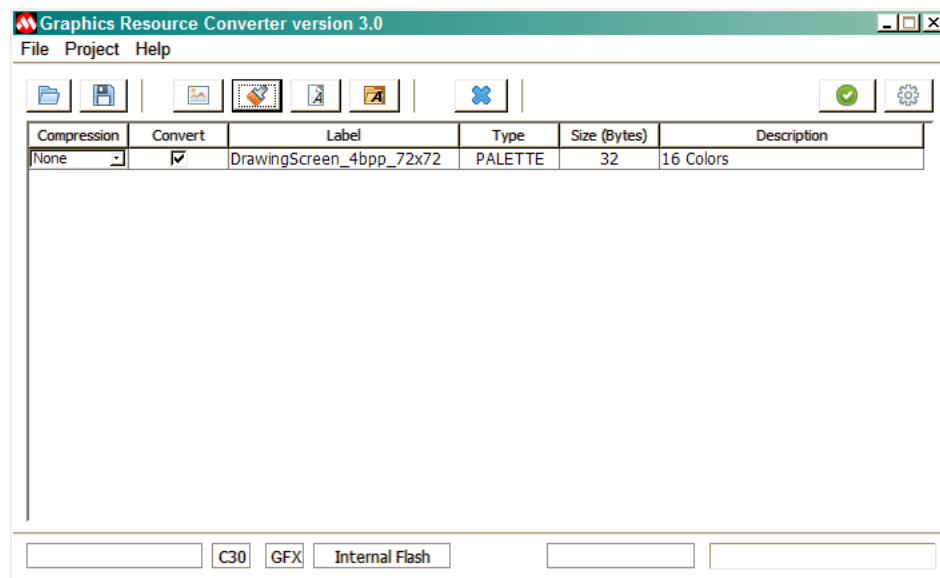 Graphics Resource Converter version 3.0
File Project Help
Compression Convert Label Type Size (Bytes) Description
None DrawingScreen_4bpp_72x72 PALETTE 32 16 Colors
C30 GFX Internal Flash